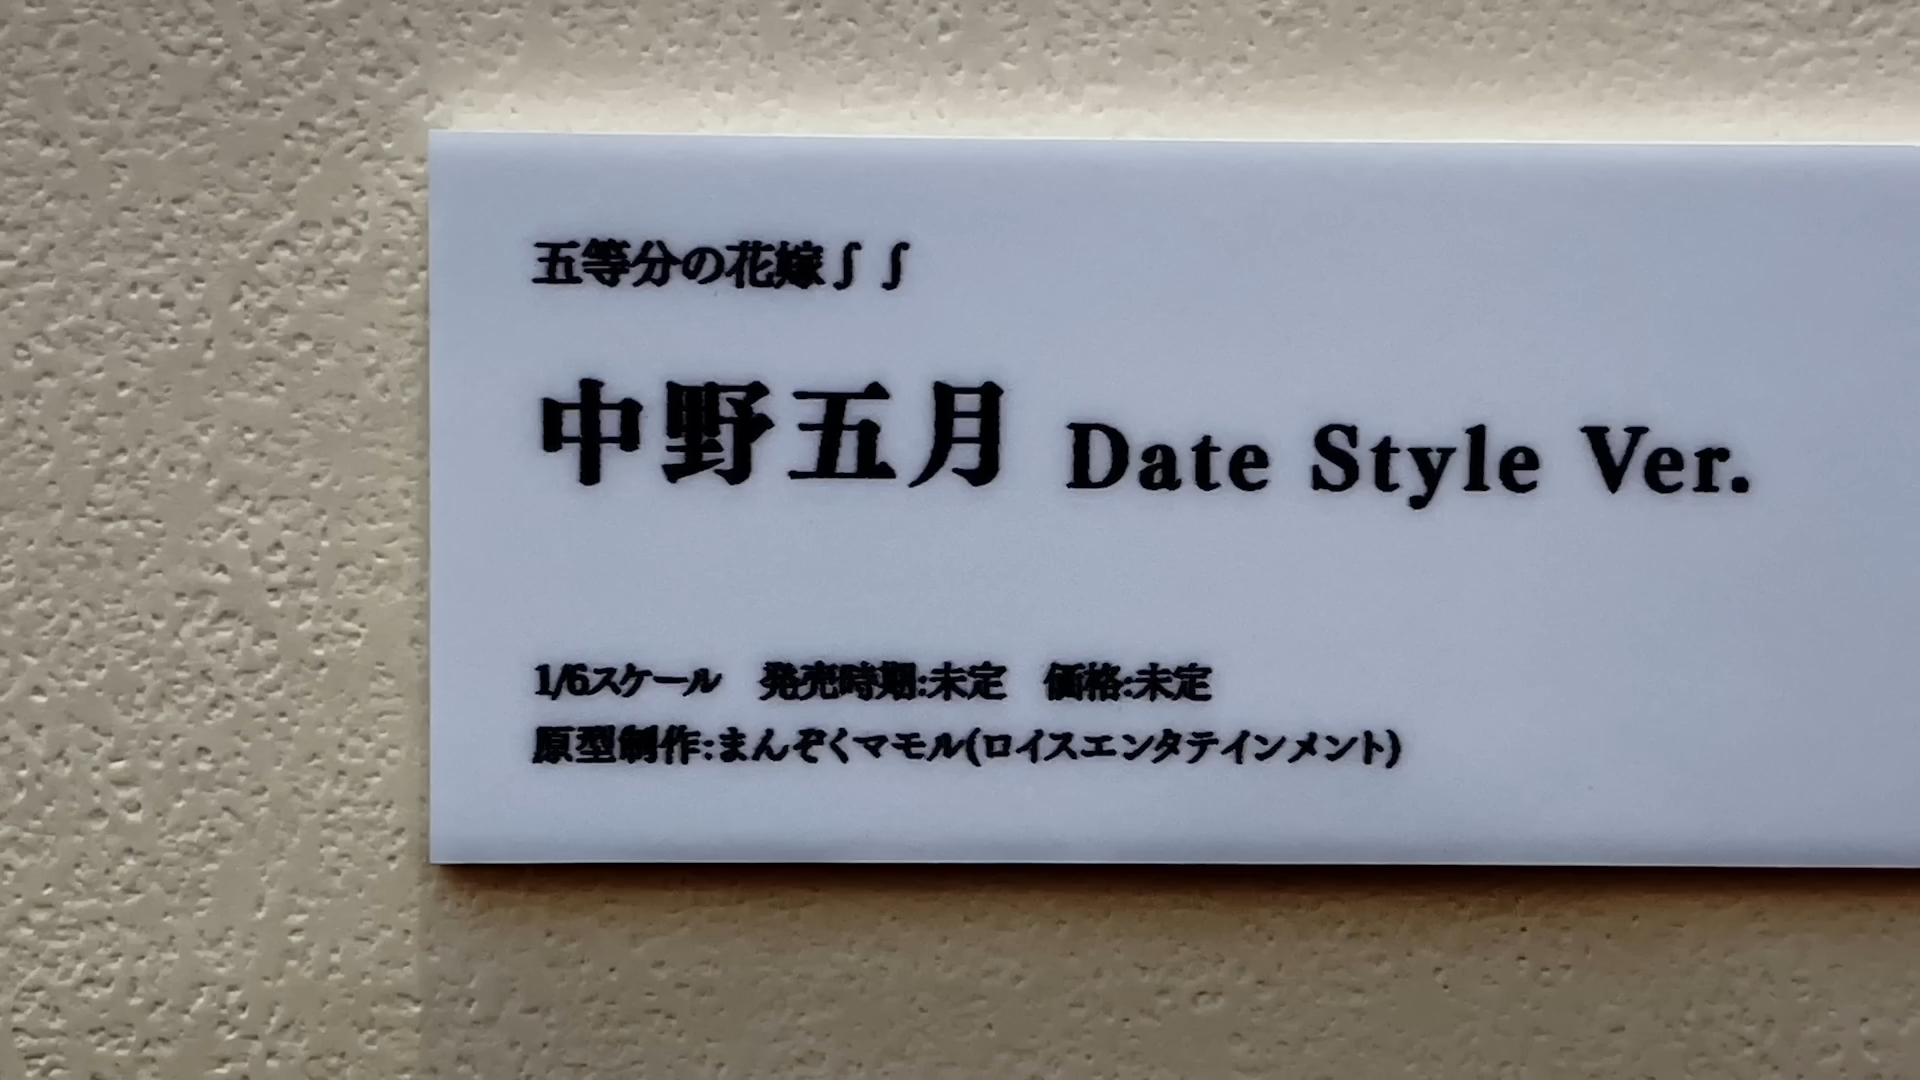 五等分の花嫁∫∫
中野五月 Date Style Ver.
1/6スケール 発売時期:未定 価格:未定
原型制作:まんぞくマモル(ロイスエンタテインメント)